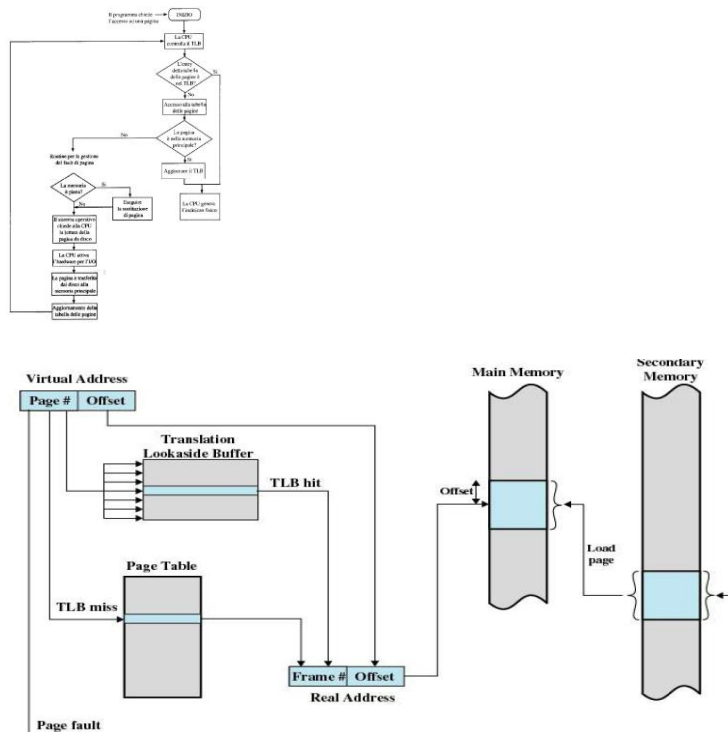 Il programma chiede
l'accesso ad una pagina
INIZIO
La CPU
controlla il TLB
L'entry
della tabella
delle pagine è
nel TLB?
Sì
No
Accesso alla tabella
delle pagine
La pagina
è nella memoria
principale?
No
Sì
Routine per la gestione
dei fault di pagina
Aggiornare il TLB
La CPU genera
l'indirizzo fisico
La memoria
è piena?
Sì
No
Eseguire
la sostituzione
di pagina
Il sistema operativo
chiede alla CPU
la lettura della
pagina da disco
La CPU attiva
l'hardware per l'I/O
La pagina è trasferita
dal disco alla
memoria principale
Aggiornamento della
tabella delle pagine
Virtual Address
Page # Offset
Translation
Lookaside Buffer
TLB hit
Page Table
TLB miss
Frame # Offset
Real Address
Page fault
Main Memory
Offset
Load
page
Secondary
Memory